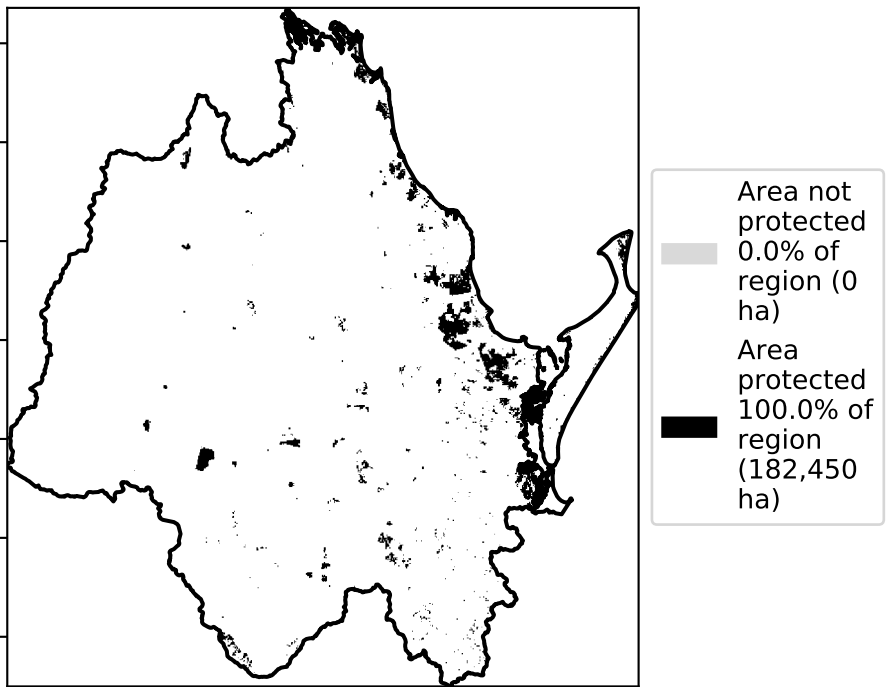 Area not
protected
0.0% of
region (0
ha)
Area
protected
100.0% of
region
(182,450
ha)